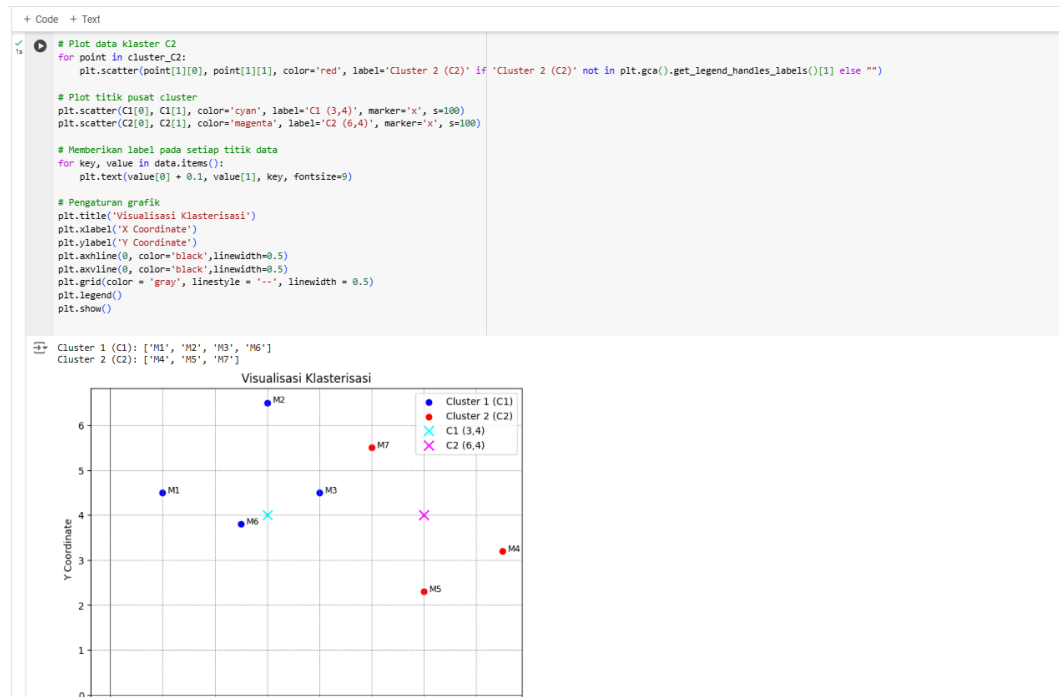 + Code + Text
1s
# Plot data klaster C2
for point in cluster_C2:
    plt.scatter(point[1][0], point[1][1], color='red', label='Cluster 2 (C2)' if 'Cluster 2 (C2)' not in plt.gca().get_legend_handles_labels()[1] else "")
# Plot titik pusat cluster
plt.scatter(C1[0], C1[1], color='cyan', label='C1 (3,4)', marker='x', s=100)
plt.scatter(C2[0], C2[1], color='magenta', label='C2 (6,4)', marker='x', s=100)
# Memberikan label pada setiap titik data
for key, value in data.items():
    plt.text(value[0] + 0.1, value[1], key, fontsize=9)
# Pengaturan grafik
plt.title('Visualisasi Klasterisasi')
plt.xlabel('X Coordinate')
plt.ylabel('Y Coordinate')
plt.axhline(0, color='black',linewidth=0.5)
plt.axvline(0, color='black',linewidth=0.5)
plt.grid(color = 'gray', linestyle = '--', linewidth = 0.5)
plt.legend()
plt.show()
Cluster 1 (C1): ['M1', 'M2', 'M3', 'M6']
Cluster 2 (C2): ['M4', 'M5', 'M7']
Visualisasi Klasterisasi
M2
Cluster 1 (C1)
Cluster 2 (C2)
C1 (3,4)
C2 (6,4)
6
M7
5
M1
M3
4
M6
Y Coordinate
M4
3
M5
2
1
0